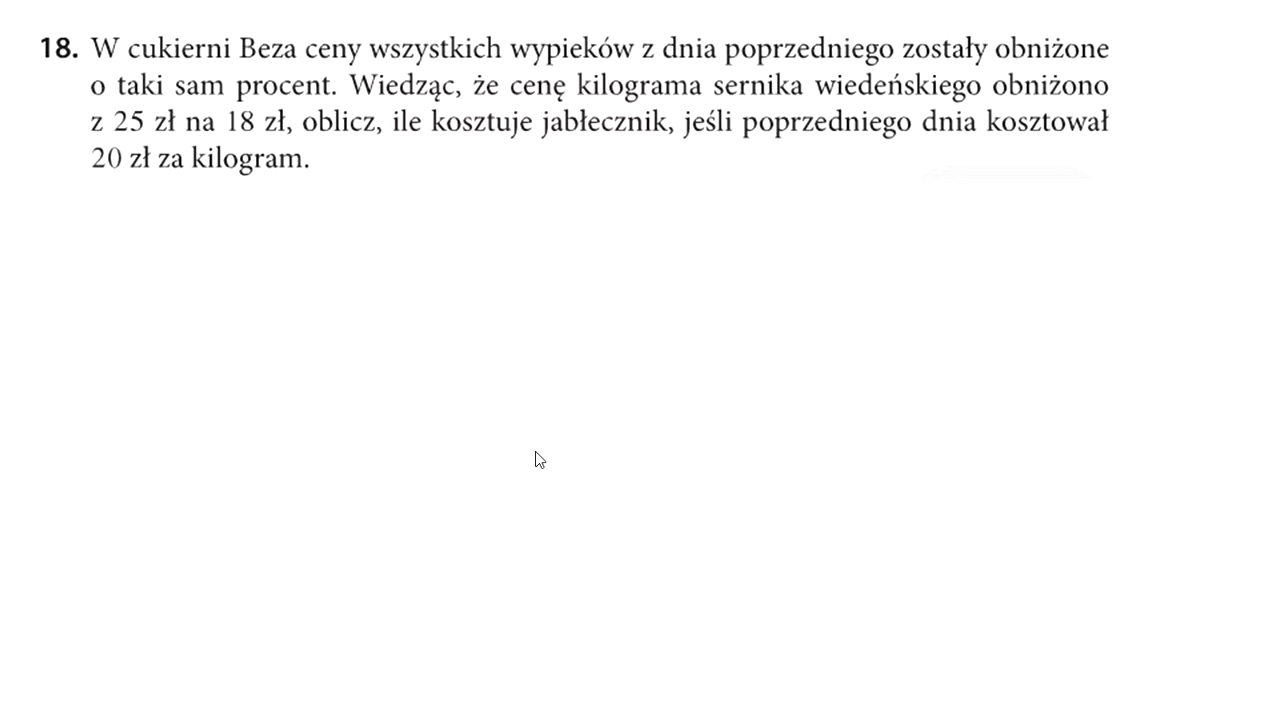 18. W cukierni Beza ceny wszystkich wypieków z dnia poprzedniego zostały obniżone
o taki sam procent. Wiedząc, że cenę kilograma sernika wiedeńskiego obniżono
z 25 zł na 18 zł, oblicz, ile kosztuje jabłecznik, jeśli poprzedniego dnia kosztował
20 zł za kilogram.